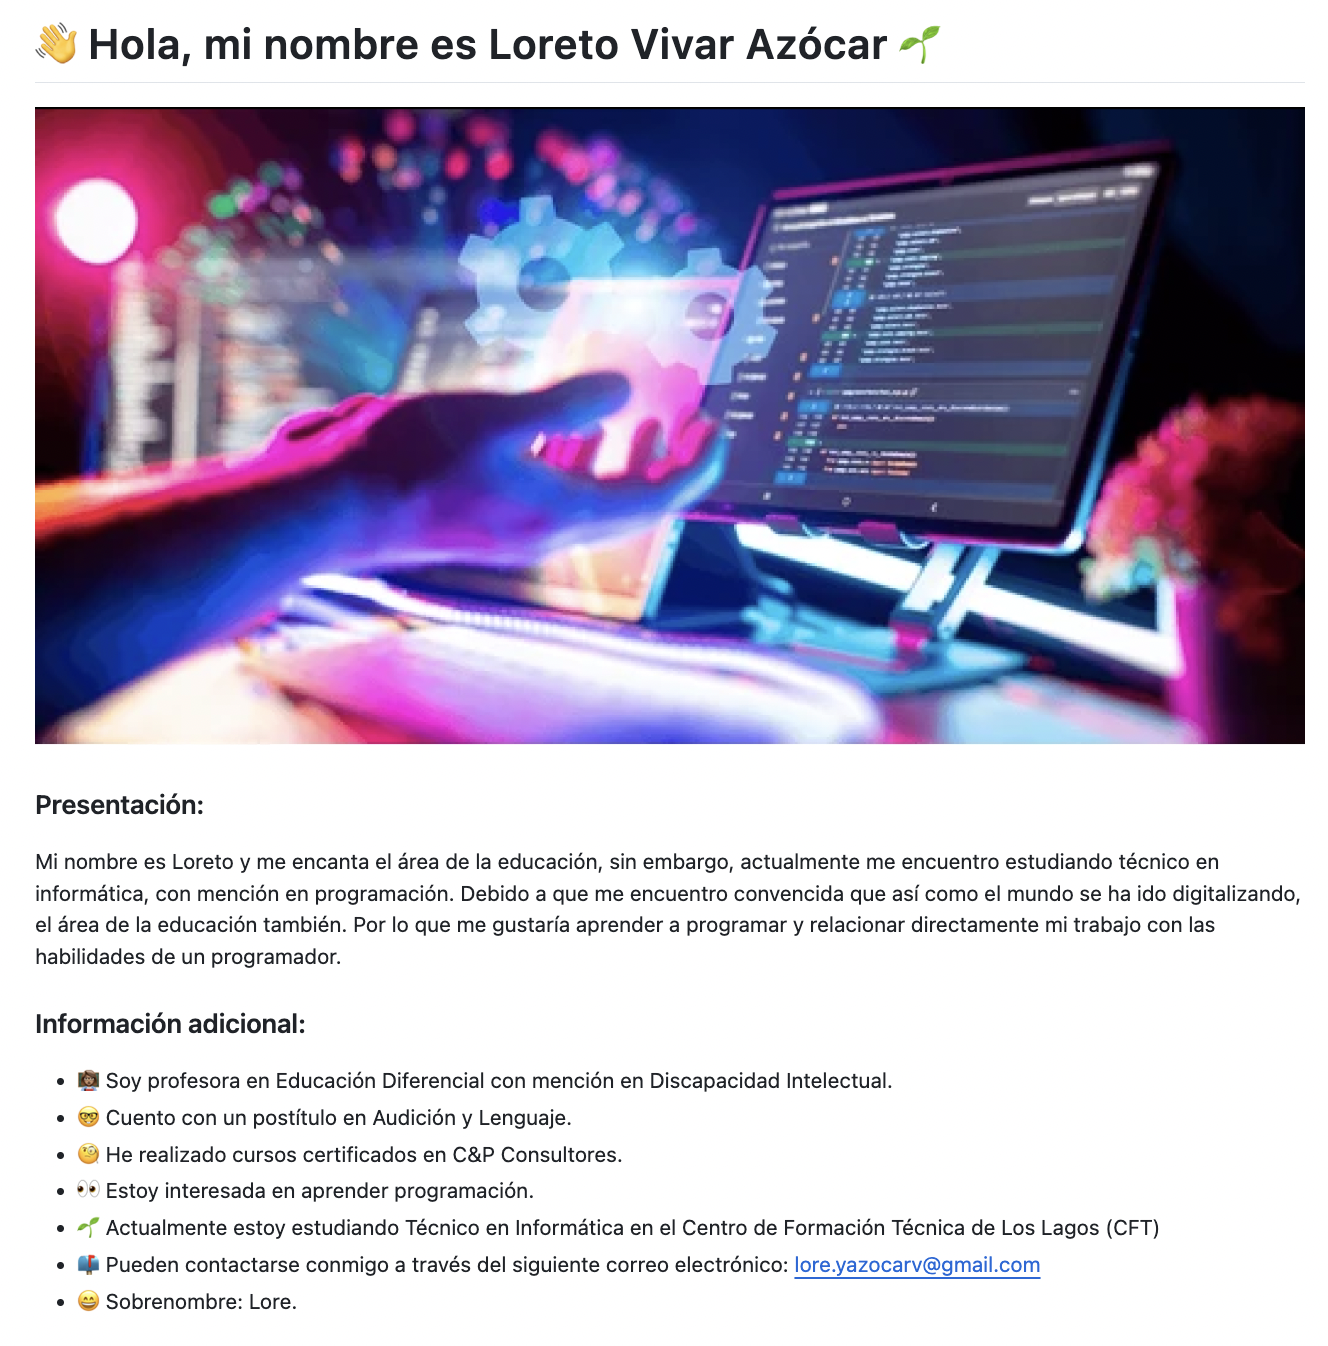 👋 Hola, mi nombre es Loreto Vivar Azócar 🌱
Presentación:
Mi nombre es Loreto y me encanta el área de la educación, sin embargo, actualmente me encuentro estudiando técnico en
informática, con mención en programación. Debido a que me encuentro convencida que así como el mundo se ha ido digitalizando,
el área de la educación también. Por lo que me gustaría aprender a programar y relacionar directamente mi trabajo con las
habilidades de un programador.
Información adicional:
• 👩🏽‍🏫 Soy profesora en Educación Diferencial con mención en Discapacidad Intelectual.
• 🤓 Cuento con un postítulo en Audición y Lenguaje.
• 🧐 He realizado cursos certificados en C&P Consultores.
• 👀 Estoy interesada en aprender programación.
• 🌱 Actualmente estoy estudiando Técnico en Informática en el Centro de Formación Técnica de Los Lagos (CFT)
• 📫 Pueden contactarse conmigo a través del siguiente correo electrónico: lore.yazocarv@gmail.com
• 😄 Sobrenombre: Lore.